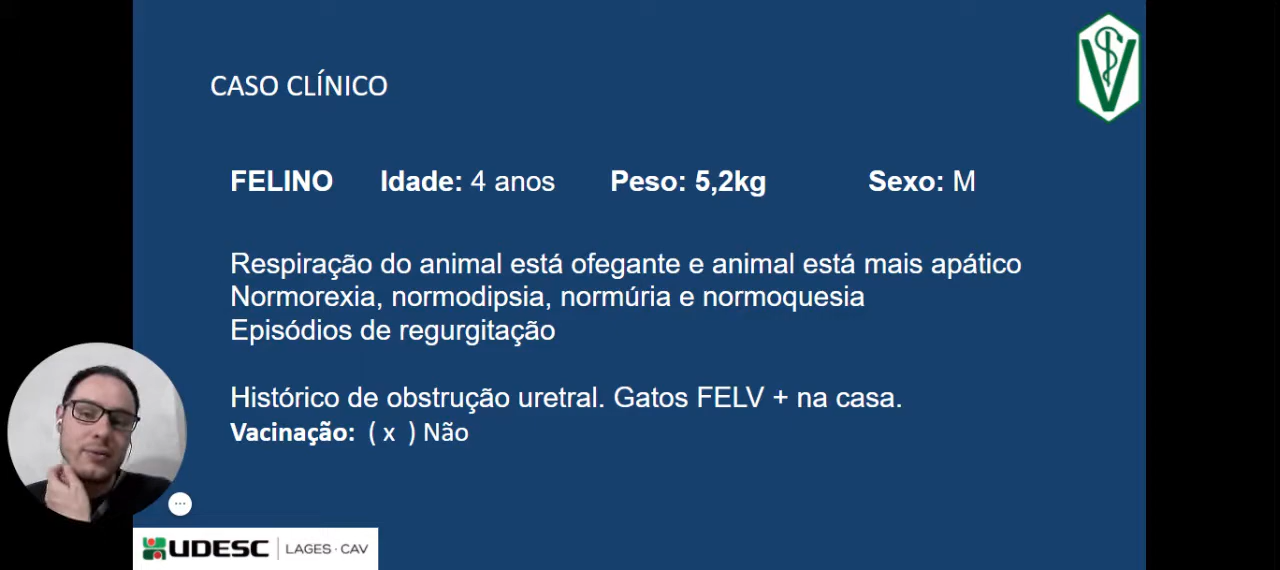 CASO CLÍNICO
FELINO Idade: 4 anos Peso: 5,2kg Sexo: M
Respiração do animal está ofegante e animal está mais apático
Normorexia, normodipsia, normúria e normoquesia
Episódios de regurgitação
Histórico de obstrução uretral. Gatos FELV + na casa.
Vacinação: ( x ) Não
UDESC LAGES · CAV
V